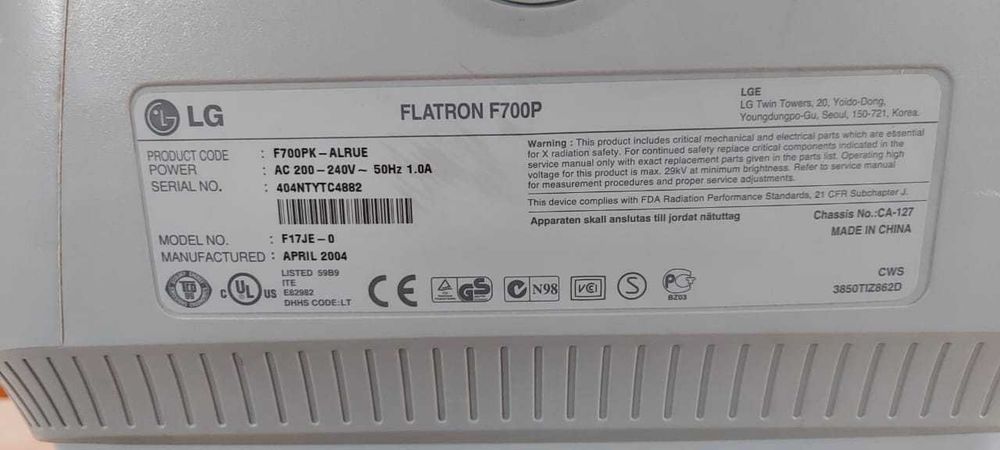 LG
FLATRON F700P
LGE
LG Twin Towers, 20, Yoido-Dong,
Youngdungpo-Gu, Seoul, 150-721, Korea.
PRODUCT CODE : F700PK-ALRUE
POWER : AC 200-240V~ 50Hz 1.0A
SERIAL NO. : 404NTYTC4882
MODEL NO. : F17JE-0
MANUFACTURED : APRIL 2004
Warning : This product includes critical mechanical and electrical parts which are essential
for X radiation safety. For continued safety replace critical components indicated in the
service manual only with exact replacement parts given in the parts list. Operating high
voltage for this product is max. 29kV at minimum brightness. Refer to service manual
for measurement procedures and proper service adjustments.
This device complies with FDA Radiation Performance Standards, 21 CFR Subchapter J.
Apparaten skall anslutas till jordat nätuttag
Chassis No.:CA-127
MADE IN CHINA
TCO
99
C UL US
LISTED 59B9
ITE
E82982
DHHS CODE:LT
CE
GS
N98
VCI
S
BZ03
CWS
3850TIZ862D